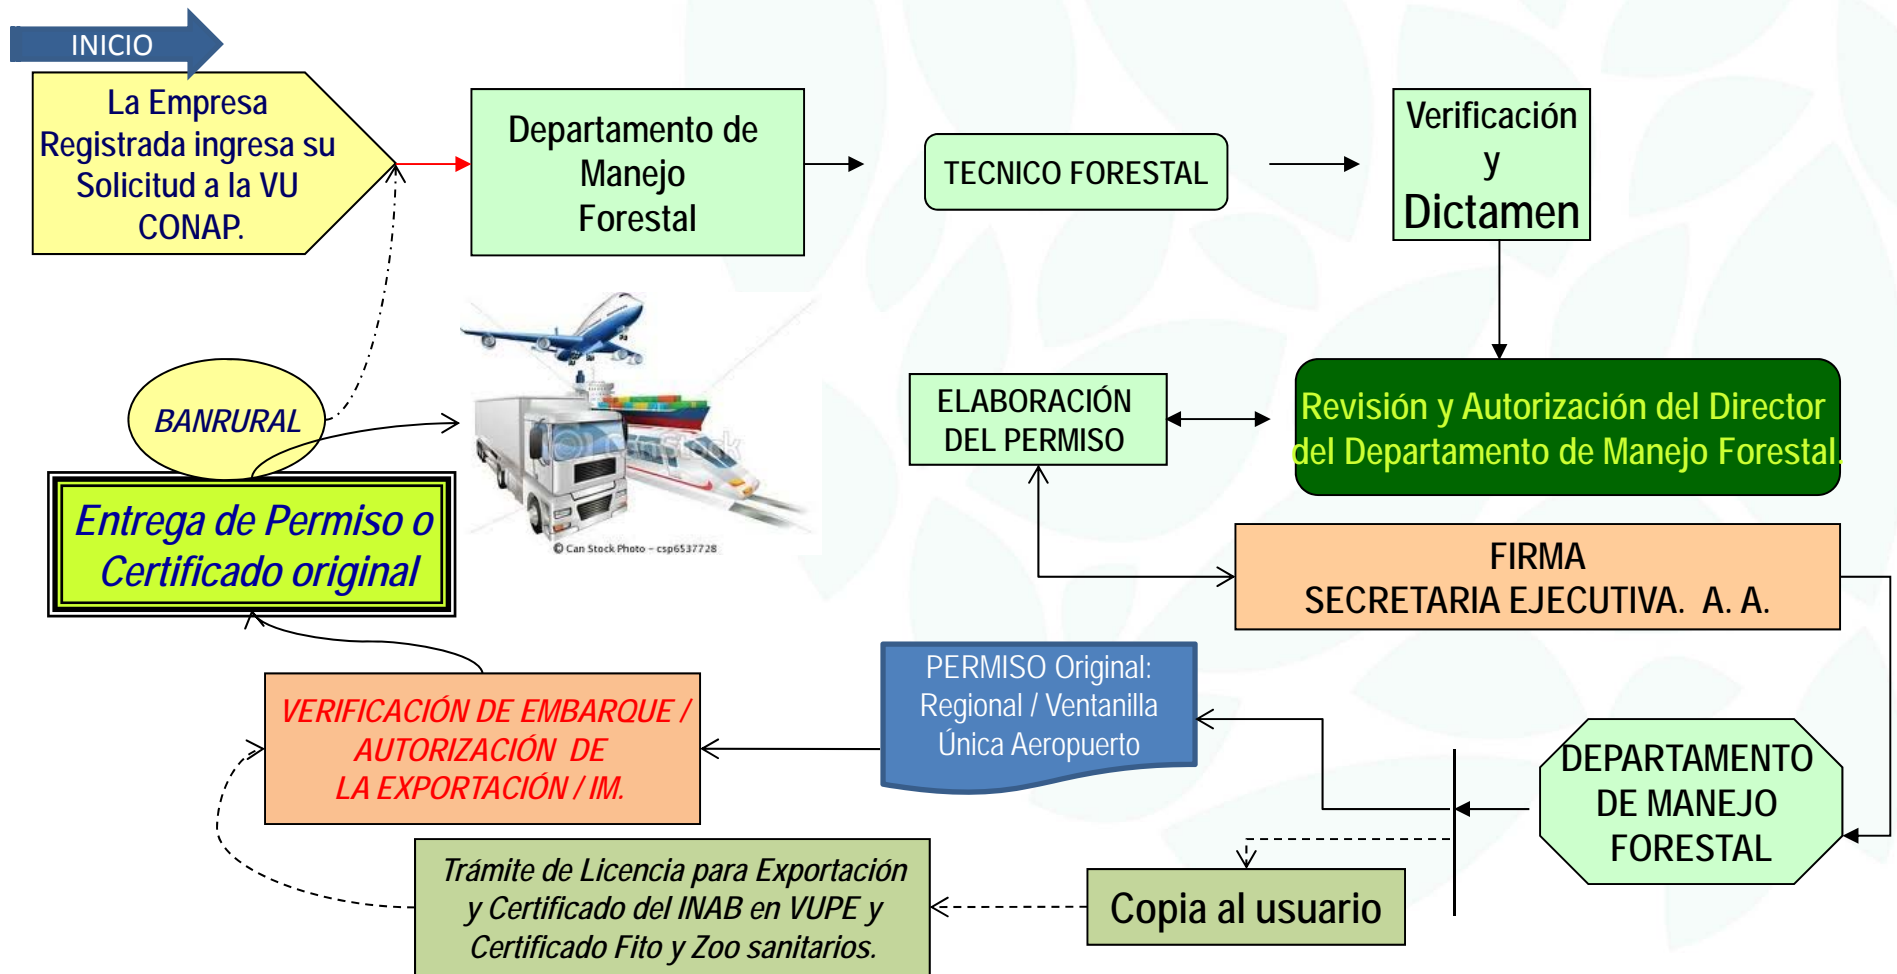 INICIO
La Empresa
Registrada ingresa su
Solicitud a la VU
CONAP.
Departamento de
Manejo
Forestal
TECNICO FORESTAL
Verificación
y
Dictamen
BANRURAL
ELABORACIÓN
DEL PERMISO
Revisión y Autorización del Director
del Departamento de Manejo Forestal.
© CanStock
© Can Stock Photo - csp6537728
Entrega de Permiso o
Certificado original
FIRMA
SECRETARIA EJECUTIVA. A. A.
PERMISO Original:
Regional / Ventanilla
Única Aeropuerto
VERIFICACIÓN DE EMBARQUE /
AUTORIZACIÓN DE
LA EXPORTACIÓN / IM.
DEPARTAMENTO
DE MANEJO
FORESTAL
Trámite de Licencia para Exportación
y Certificado del INAB en VUPE y
Certificado Fito y Zoo sanitarios.
Copia al usuario